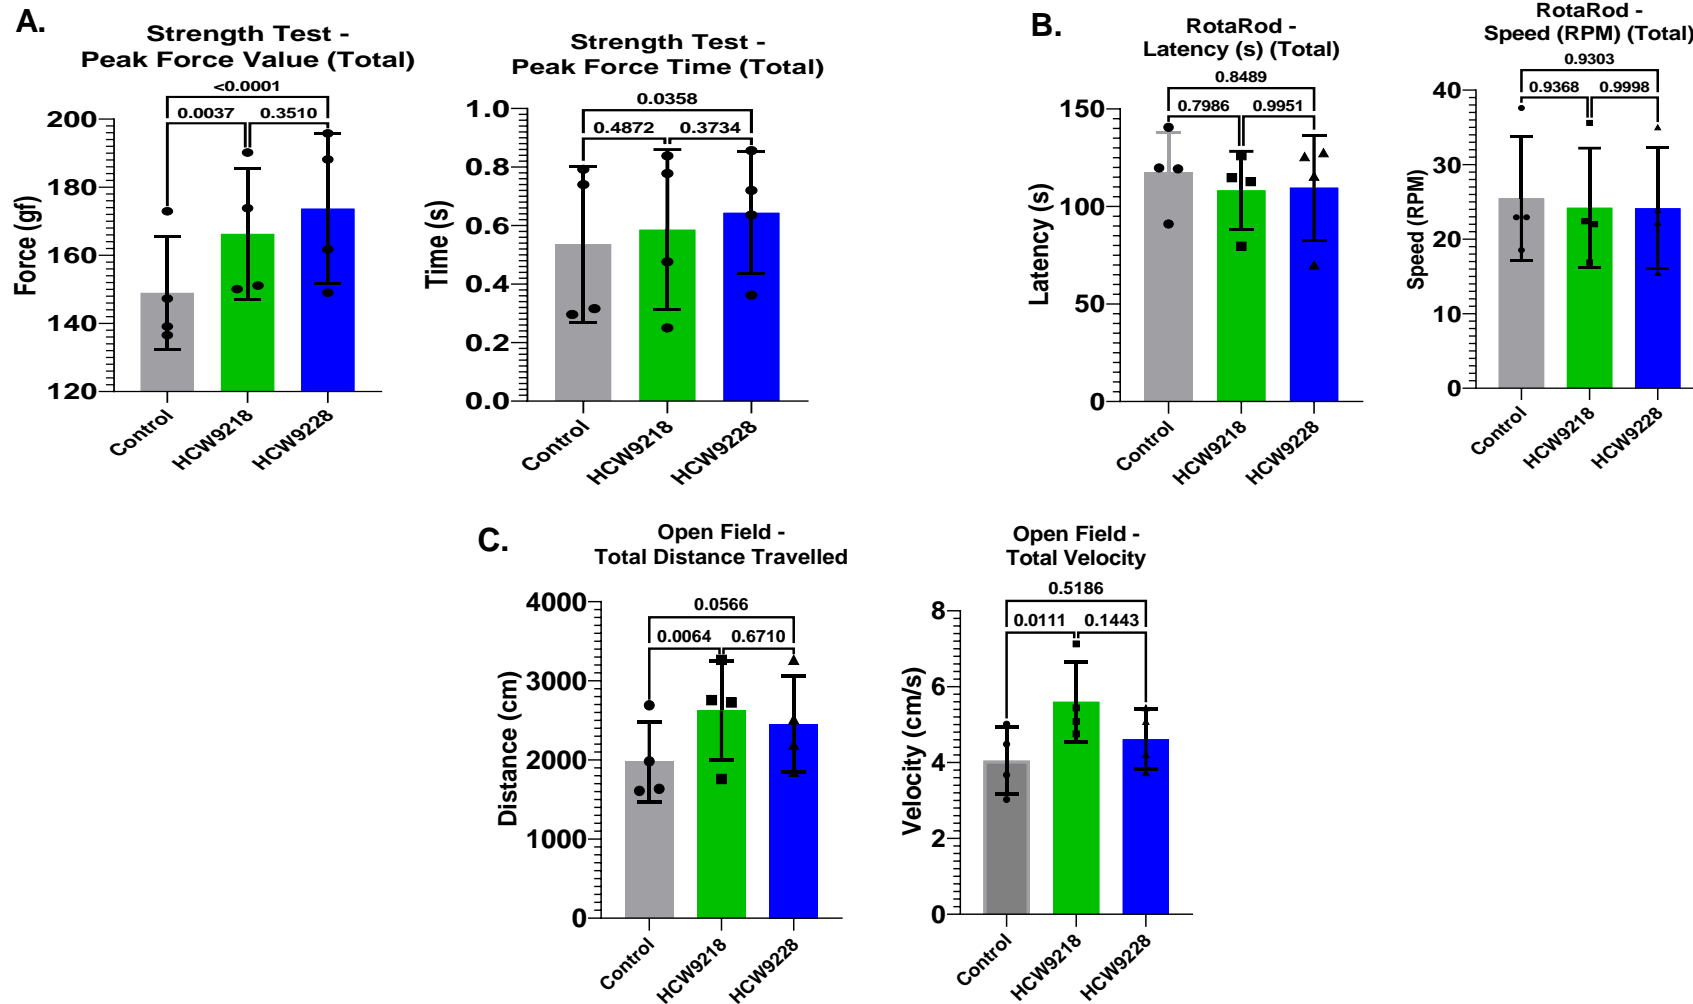 A.
Strength Test -
Peak Force Value (Total)
<0.0001
0.0037 0.3510
Force (gf)
200
180
160
140
120
Control
HCW9218
HCW9228
Strength Test -
Peak Force Time (Total)
0.0358
0.4872 0.3734
Time (s)
1.0
0.8
0.6
0.4
0.2
0.0
Control
HCW9218
HCW9228
B.
RotaRod -
Latency (s) (Total)
0.8489
0.7986 0.9951
Latency (s)
150
100
50
0
Control
HCW9218
HCW9228
RotaRod -
Speed (RPM) (Total)
0.9303
0.9368 0.9998
Speed (RPM)
40
30
20
10
0
Control
HCW9218
HCW9228
C.
Open Field -
Total Distance Travelled
0.0566
0.0064 0.6710
Distance (cm)
4000
3000
2000
1000
0
Control
HCW9218
HCW9228
Open Field -
Total Velocity
0.5186
0.0111 0.1443
Velocity (cm/s)
8
6
4
2
0
Control
HCW9218
HCW9228